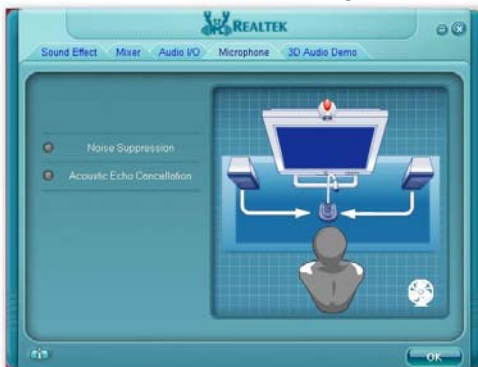 REALTEK
Sound Effect Mixer Audio I/O Microphone 3D Audio Demo
Noise Suppression
Acoustic Echo Cancellation
OK